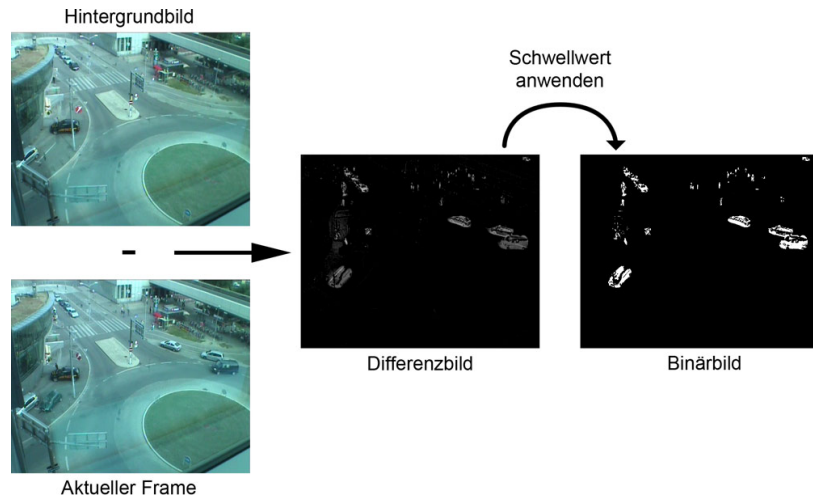 Hintergrundbild
Schwellwert
anwenden
-
Differenzbild
Binärbild
Aktueller Frame